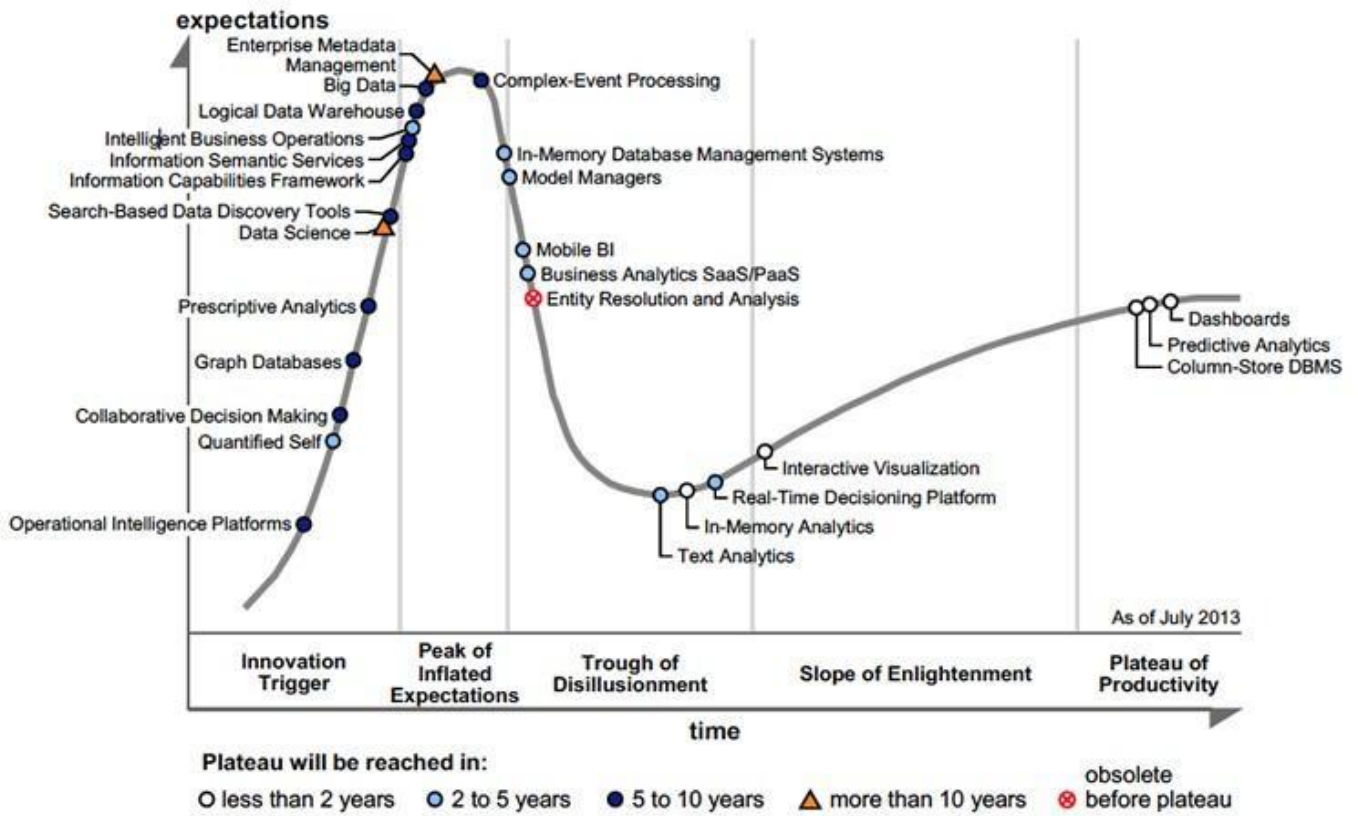 expectations
Enterprise Metadata
Management
Big Data
Logical Data Warehouse
Intelligent Business Operations
Information Semantic Services
Information Capabilities Framework
Search-Based Data Discovery Tools
Data Science
Prescriptive Analytics
Graph Databases
Collaborative Decision Making
Quantified Self
Operational Intelligence Platforms
Complex-Event Processing
In-Memory Database Management Systems
Model Managers
Mobile BI
Business Analytics SaaS/PaaS
Entity Resolution and Analysis
Text Analytics
In-Memory Analytics
Real-Time Decisioning Platform
Interactive Visualization
Dashboards
Predictive Analytics
Column-Store DBMS
As of July 2013
Innovation
Trigger
Peak of
Inflated
Expectations
Trough of
Disillusionment
Slope of Enlightenment
Plateau of
Productivity
time
Plateau will be reached in:
less than 2 years
2 to 5 years
5 to 10 years
more than 10 years
obsolete
before plateau